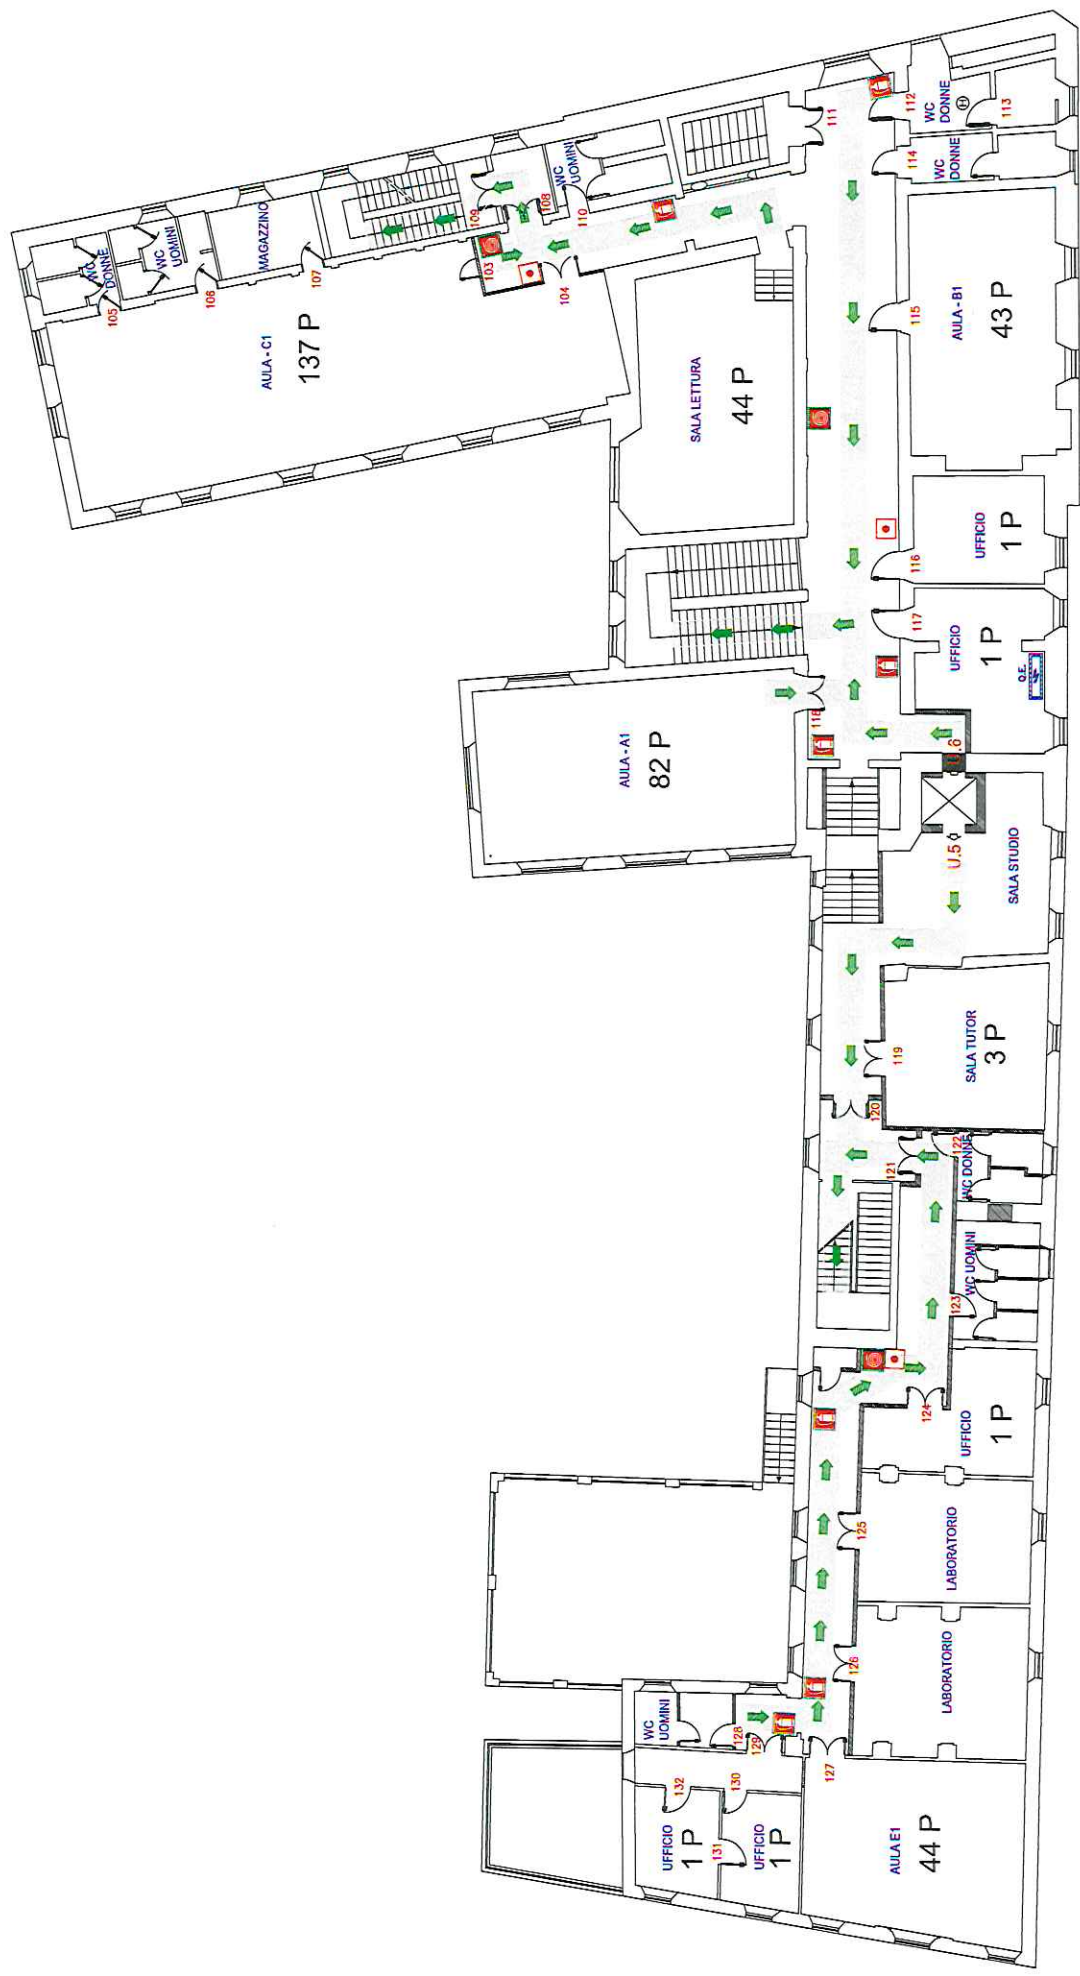 WC
DONNE
105
WC
UOMINI
106
MAGAZZINO
107
AULA - C1
137 P
109
103
108
104
WC
UOMINI
110
111
112
WC
DONNE
H
113
114
WC
DONNE
SALA LETTURA
44 P
115
AULA - B1
43 P
116
UFFICIO
1 P
117
UFFICIO
1 P
Q.E.
AULA - A1
82 P
118
U.6
U.5
SALA STUDIO
119
SALA TUTOR
3 P
120
121
122
WC DONNE
WC UOMINI
123
124
UFFICIO
1 P
125
LABORATORIO
126
LABORATORIO
WC
UOMINI
128
129
127
132
130
UFFICIO
1 P
131
UFFICIO
1 P
AULA E1
44 P